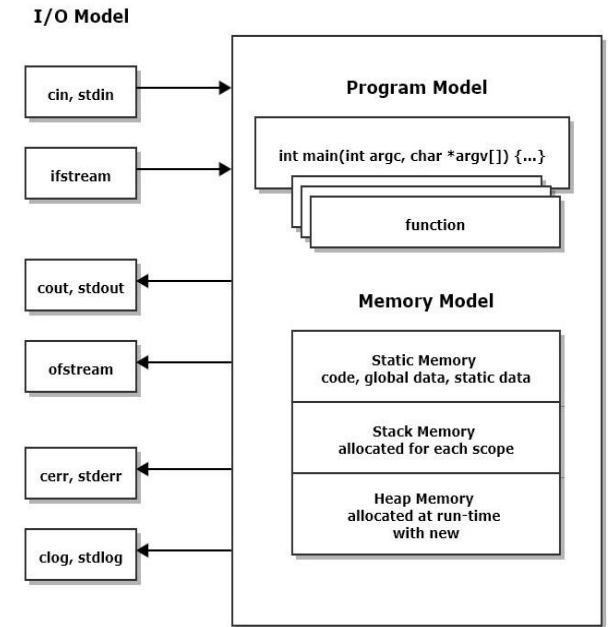 I/O Model
cin, stdin
ifstream
cout, stdout
ofstream
cerr, stderr
clog, stdlog
Program Model
int main(int argc, char *argv[]) {...}
function
Memory Model
Static Memory
code, global data, static data
Stack Memory
allocated for each scope
Heap Memory
allocated at run-time
with new